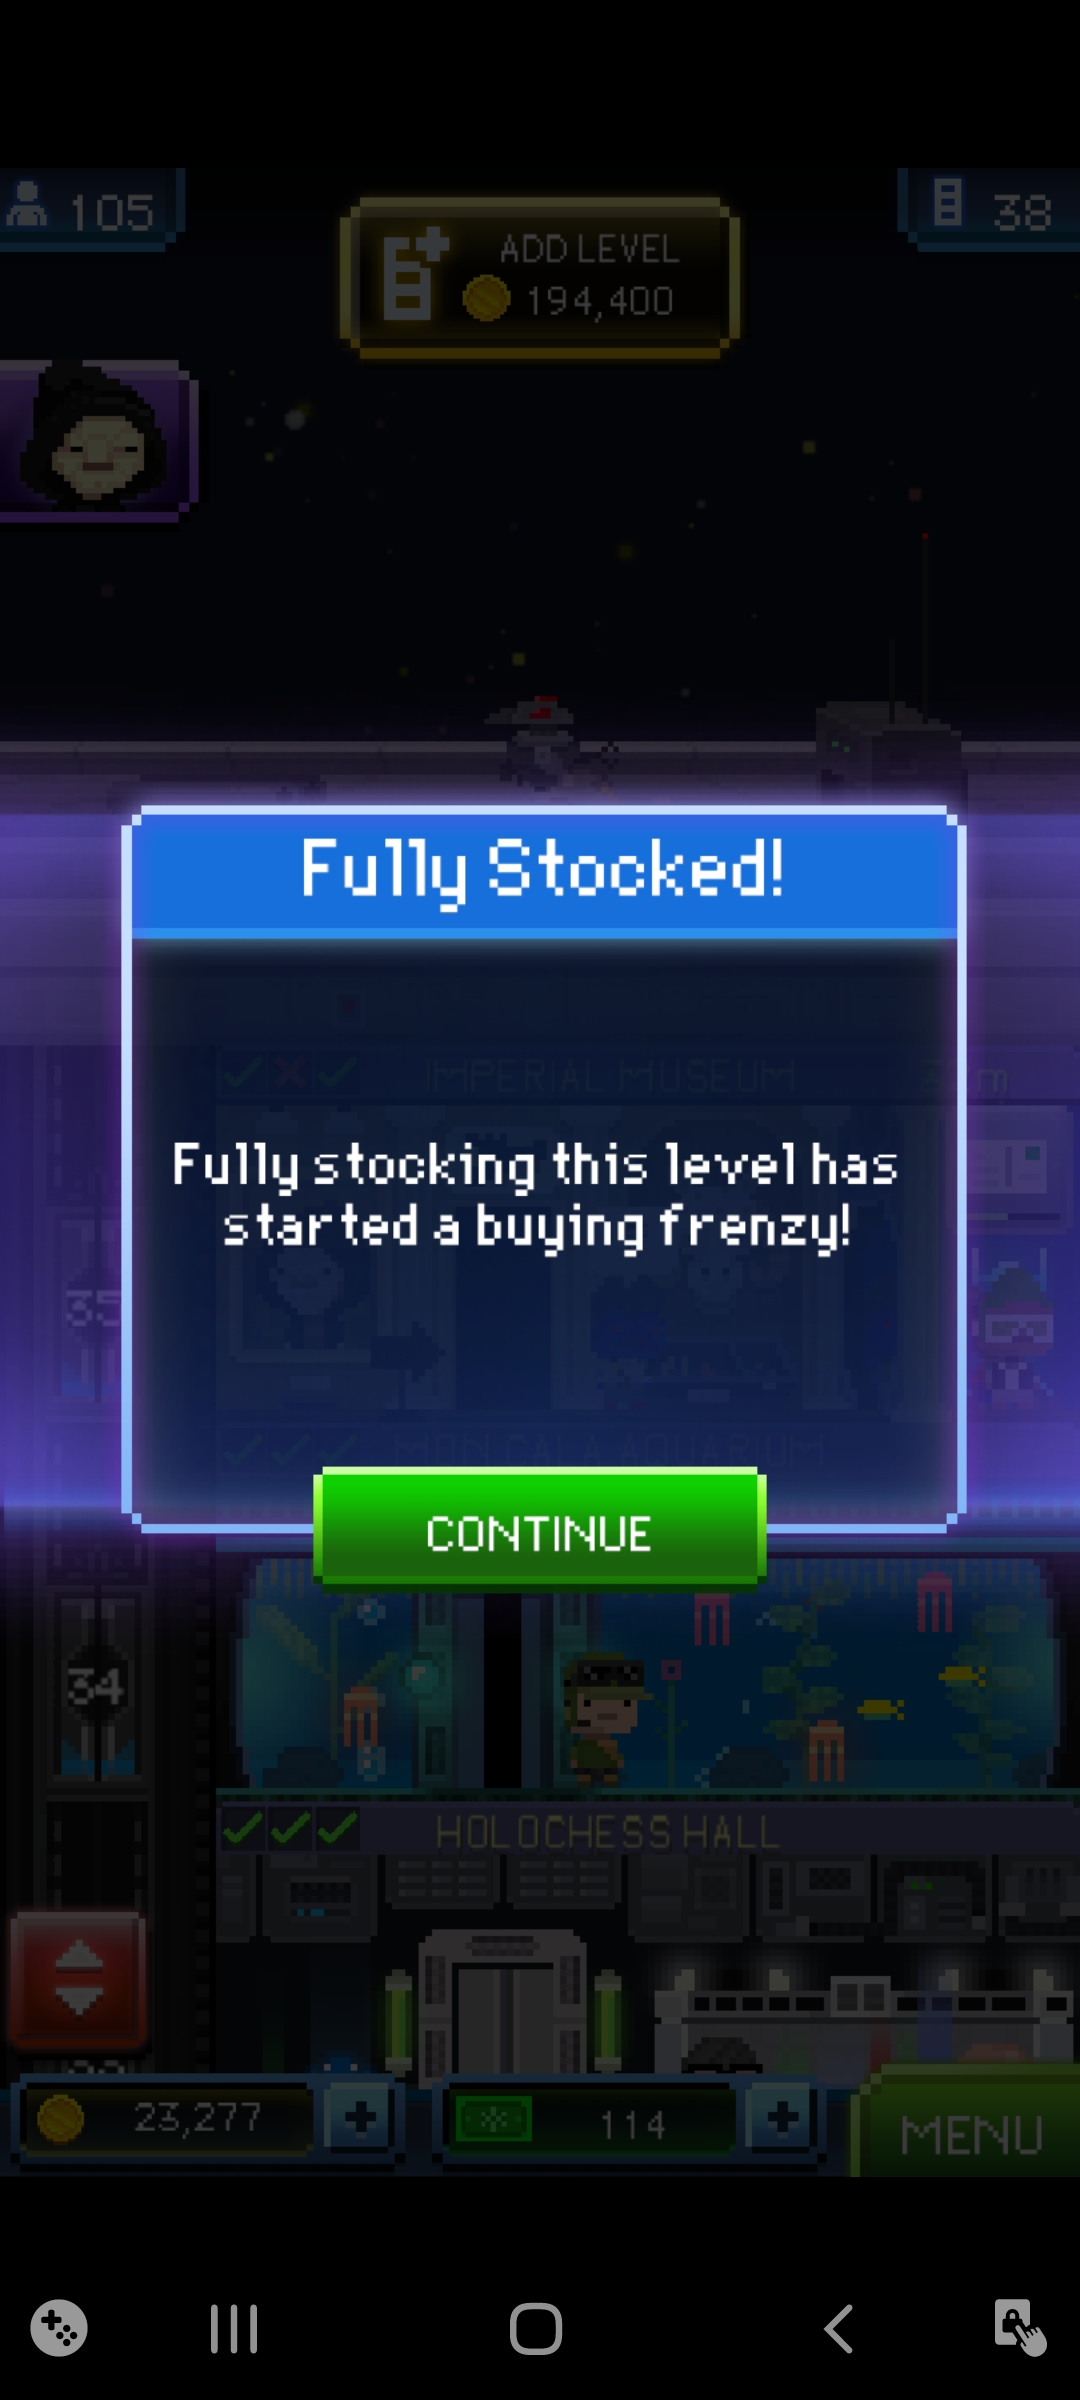 105
38
ADD LEVEL
194,400
Fully Stocked!
IMPERIAL MUSEUM
Fully stocking this level has
started a buying frenzy!
35
MON CALA AQUARIUM
CONTINUE
34
HOLOCHESS HALL
23,277
114
MENU